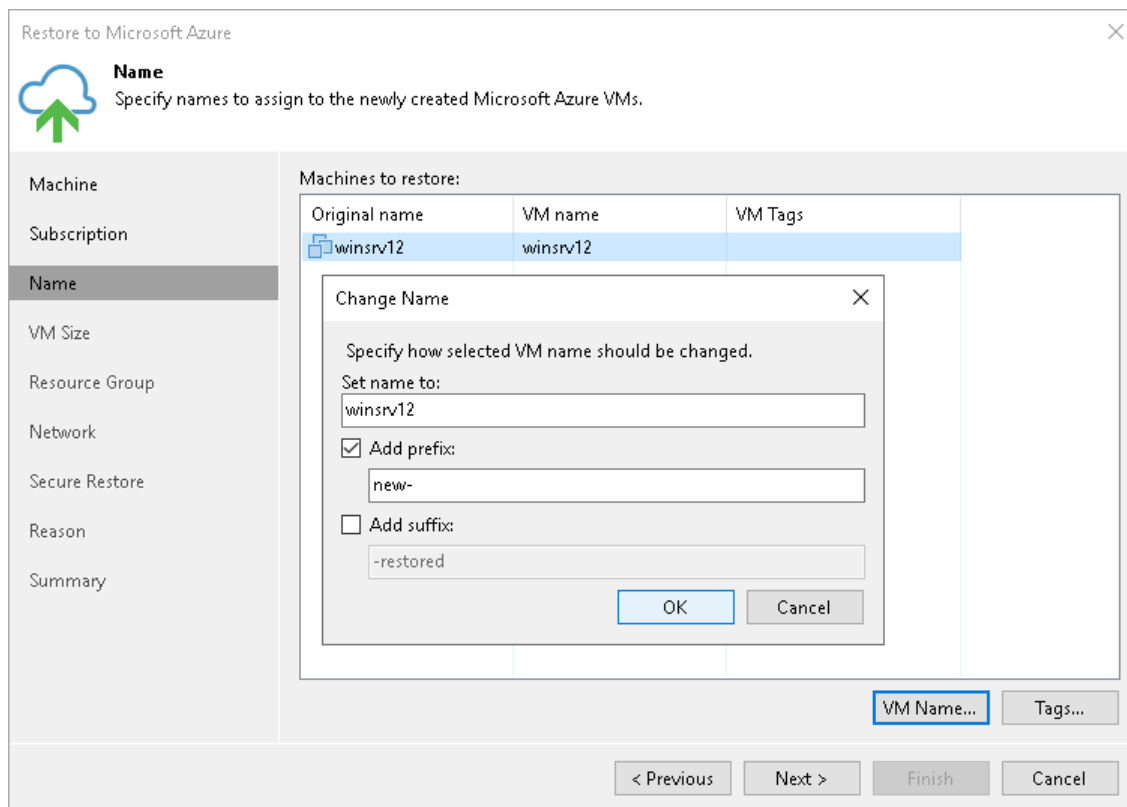 Restore to Microsoft Azure
Name
Specify names to assign to the newly created Microsoft Azure VMs.
Machine
Subscription
Name
VM Size
Resource Group
Network
Secure Restore
Reason
Summary
Machines to restore:
Original name VM name VM Tags
winsrv12 winsrv12
Change Name
Specify how selected VM name should be changed.
Set name to:
winsrv12
Add prefix:
new-
Add suffix:
-restored
OK Cancel
VM Name... Tags...
< Previous Next > Finish Cancel